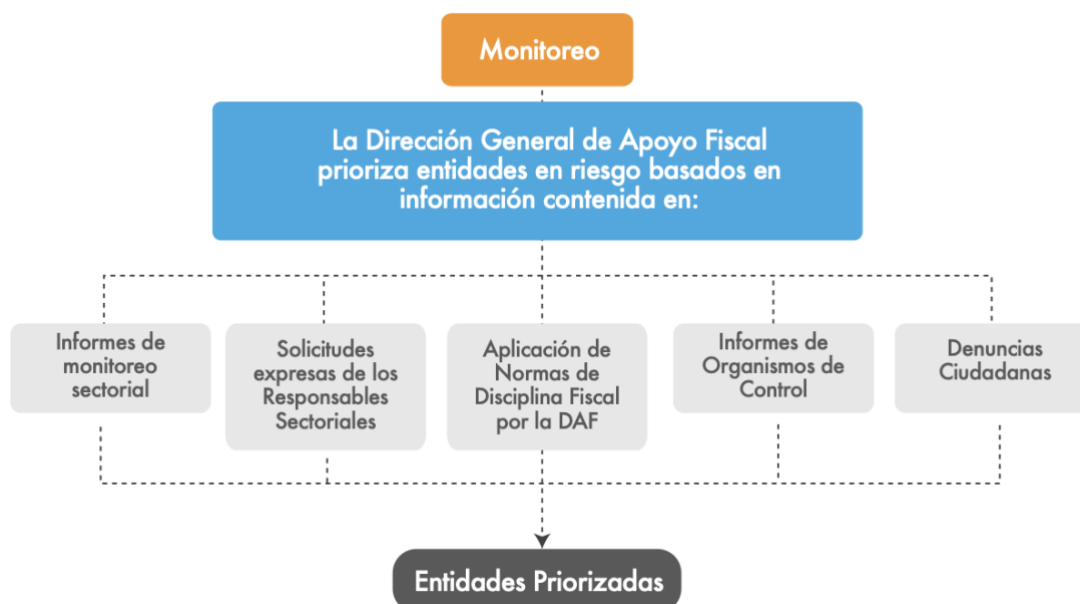 Monitoreo
La Dirección General de Apoyo Fiscal
prioriza entidades en riesgo basados en
información contenida en:
Informes de
monitoreo
sectorial
Solicitudes
expresas de los
Responsables
Sectoriales
Aplicación de
Normas de
Disciplina Fiscal
por la DAF
Informes de
Organismos de
Control
Denuncias
Ciudadanas
Entidades Priorizadas